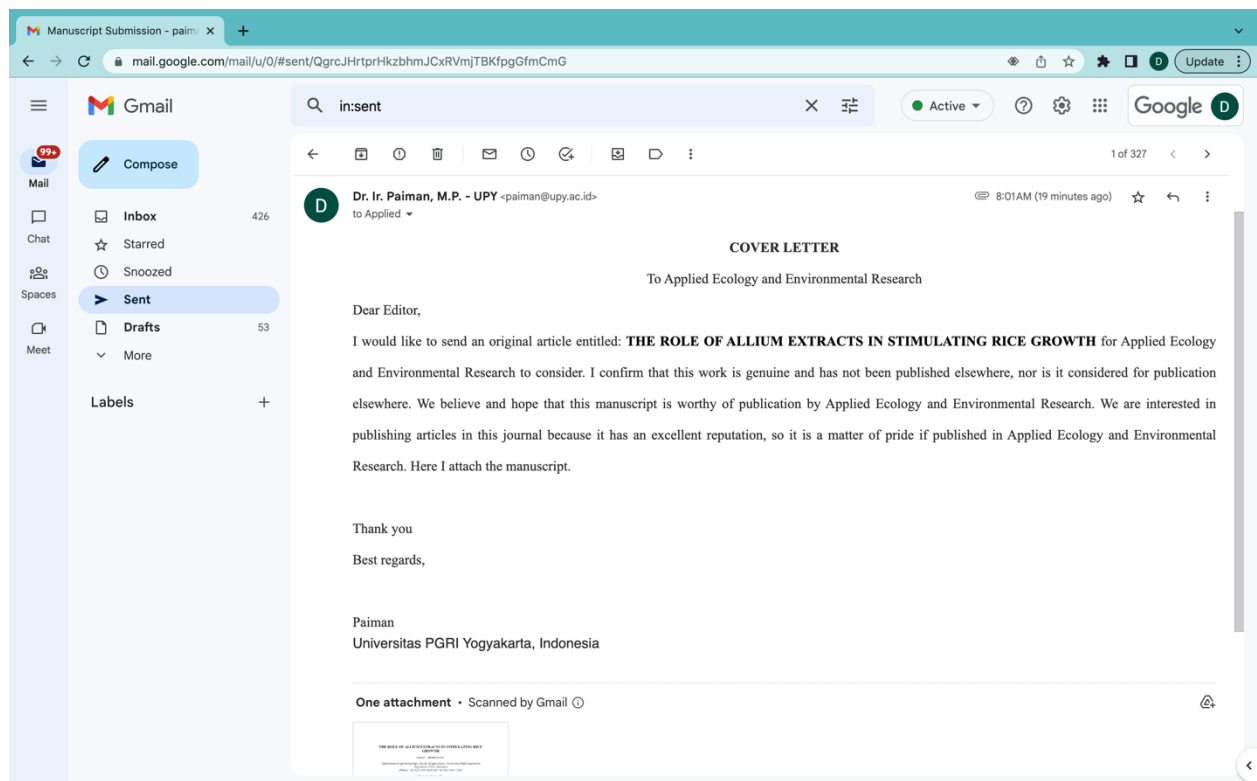 Manuscript Submission - paima
mail.google.com/mail/u/0/#sent/QgrcJHrtprHkzbhmJCxRVmjTBKfpgGfmCmG
D
Update
Gmail
in:sent
Active
Google
D
99+
Mail
Chat
Spaces
Meet
Compose
Inbox 426
Starred
Snoozed
Sent
Drafts 53
More
Labels
1 of 327
D
Dr. Ir. Paiman, M.P. - UPY <paiman@upy.ac.id>
8:01AM (19 minutes ago)
to Applied
COVER LETTER
To Applied Ecology and Environmental Research
Dear Editor,
I would like to send an original article entitled: THE ROLE OF ALLIUM EXTRACTS IN STIMULATING RICE GROWTH for Applied Ecology
and Environmental Research to consider. I confirm that this work is genuine and has not been published elsewhere, nor is it considered for publication
elsewhere. We believe and hope that this manuscript is worthy of publication by Applied Ecology and Environmental Research. We are interested in
publishing articles in this journal because it has an excellent reputation, so it is a matter of pride if published in Applied Ecology and Environmental
Research. Here I attach the manuscript.
Thank you
Best regards,
Paiman
Universitas PGRI Yogyakarta, Indonesia
One attachment • Scanned by Gmail
THE ROLE OF ALLIUM EXTRACTS IN STIMULATING RICE
GROWTH